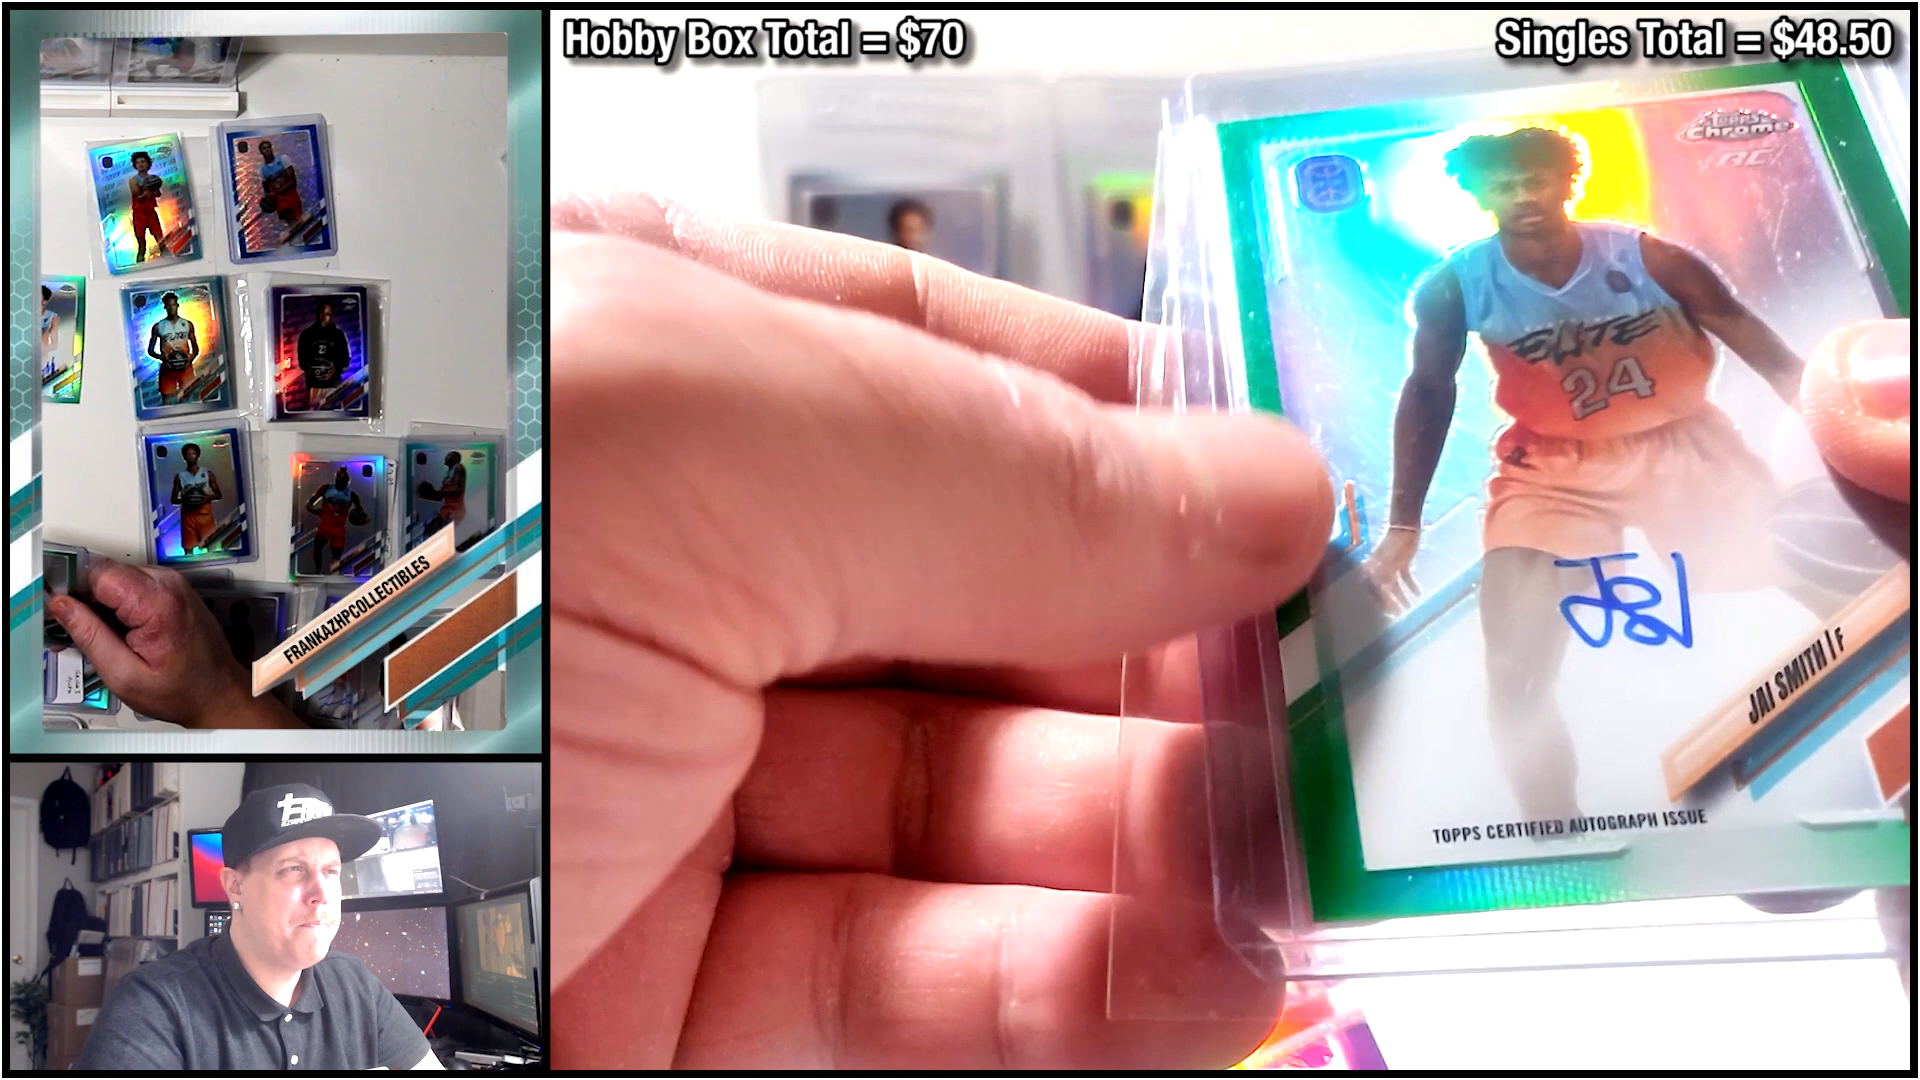 Hobby Box Total = $70
Singles Total = $48.50
TOPPS
Chrome
RC
ELITE
24
JAI SMITH | F
TOPPS CERTIFIED AUTOGRAPH ISSUE
FRANKAZHPCOLLECTIBLES